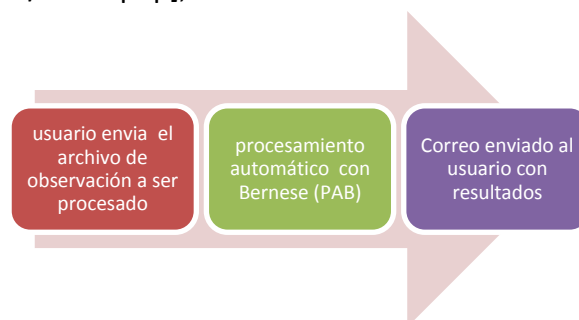 usuario envia el
archivo de
observación a ser
procesado
procesamiento
automático con
Bernese (PAB)
Correo enviado al
usuario con
resultados